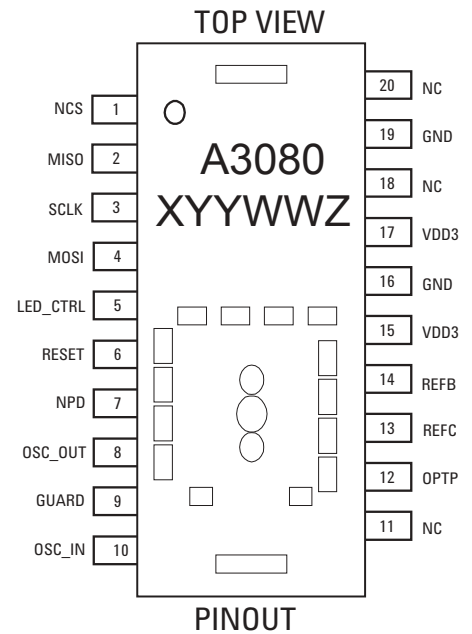 TOP VIEW
NCS 1
MISO 2
SCLK 3
MOSI 4
LED_CTRL 5
RESET 6
NPD 7
OSC_OUT 8
GUARD 9
OSC_IN 10
A3080
XYYWWZ
20 NC
19 GND
18 NC
17 VDD3
16 GND
15 VDD3
14 REFB
13 REFC
12 OPTP
11 NC
PINOUT